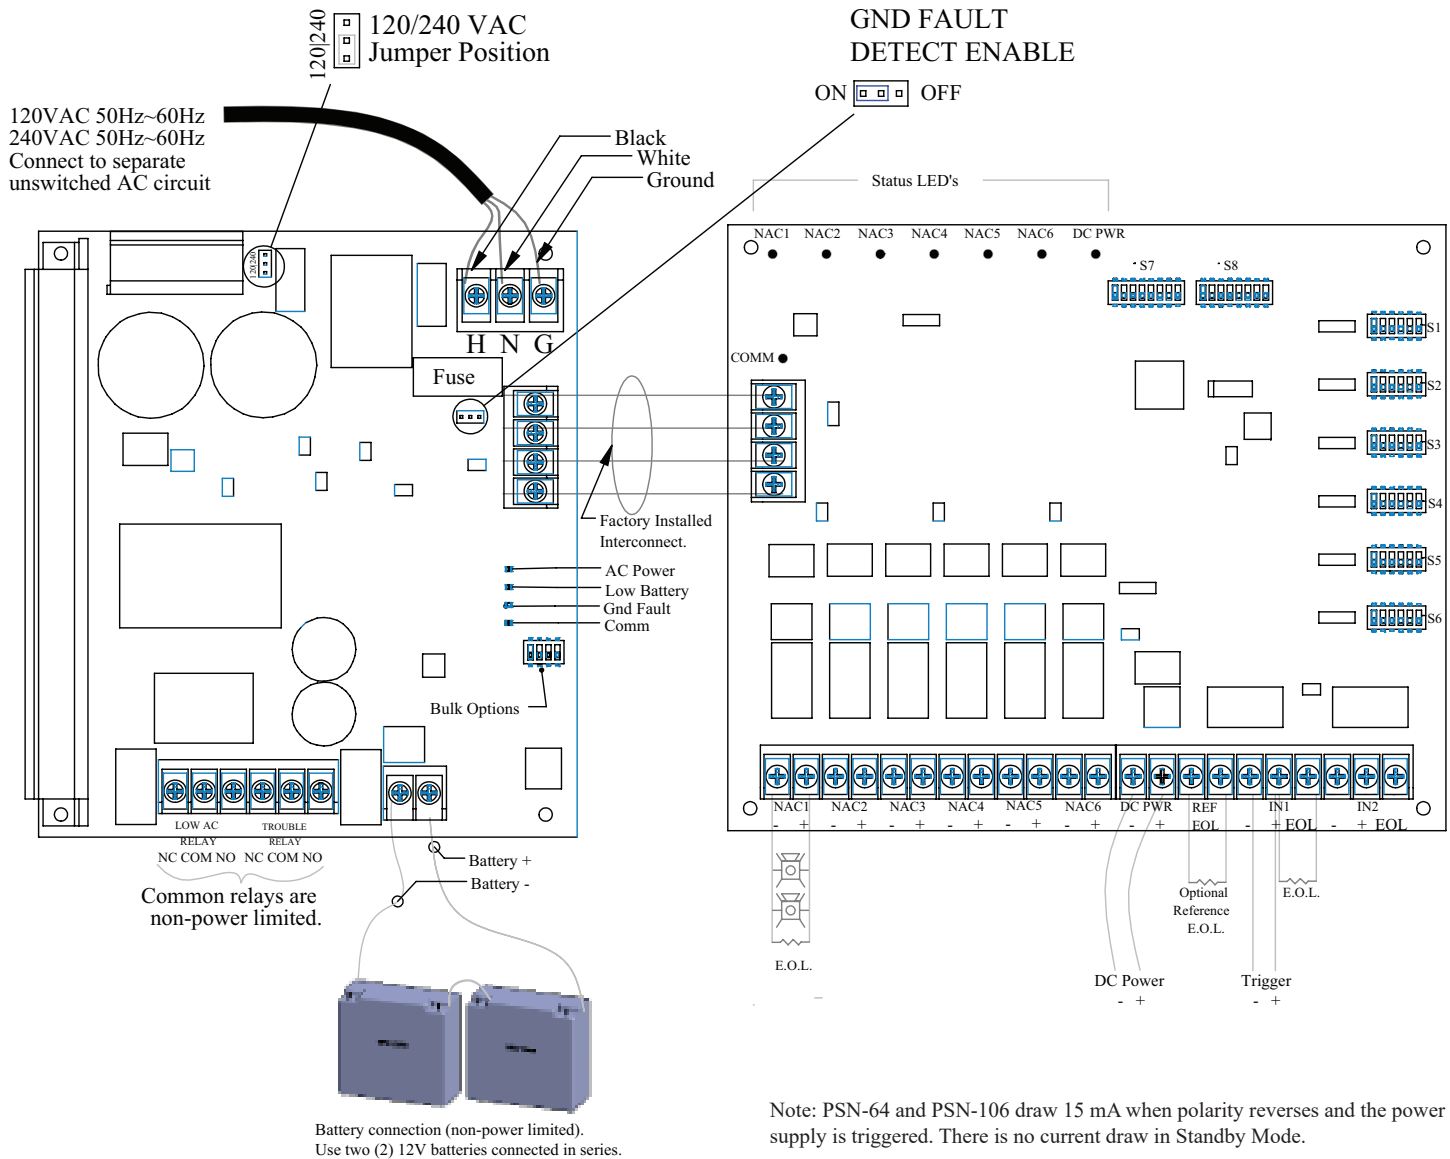 120|240
120/240 VAC
Jumper Position
GND FAULT
DETECT ENABLE
ON OFF
120VAC 50Hz~60Hz
240VAC 50Hz~60Hz
Connect to separate
unswitched AC circuit
Black
White
Ground
Status LED's
NAC1 NAC2 NAC3 NAC4 NAC5 NAC6 DC PWR
S7 S8
120|240
H N G
Fuse
COMM
S1
S2
S3
S4
S5
S6
Factory Installed
Interconnect.
AC Power
Low Battery
Gnd Fault
Comm
Bulk Options
LOW AC
RELAY
NC COM NO
TROUBLE
RELAY
NC COM NO
Common relays are
non-power limited.
Battery +
Battery -
NAC1 NAC2 NAC3 NAC4 NAC5 NAC6 DC PWR REF IN1 IN2
- + - + - + - + - + - + - + EOL - + EOL - + EOL
E.O.L.
Optional
Reference
E.O.L.
E.O.L.
DC Power
- +
Trigger
- +
Battery connection (non-power limited).
Use two (2) 12V batteries connected in series.
Note: PSN-64 and PSN-106 draw 15 mA when polarity reverses and the power
supply is triggered. There is no current draw in Standby Mode.